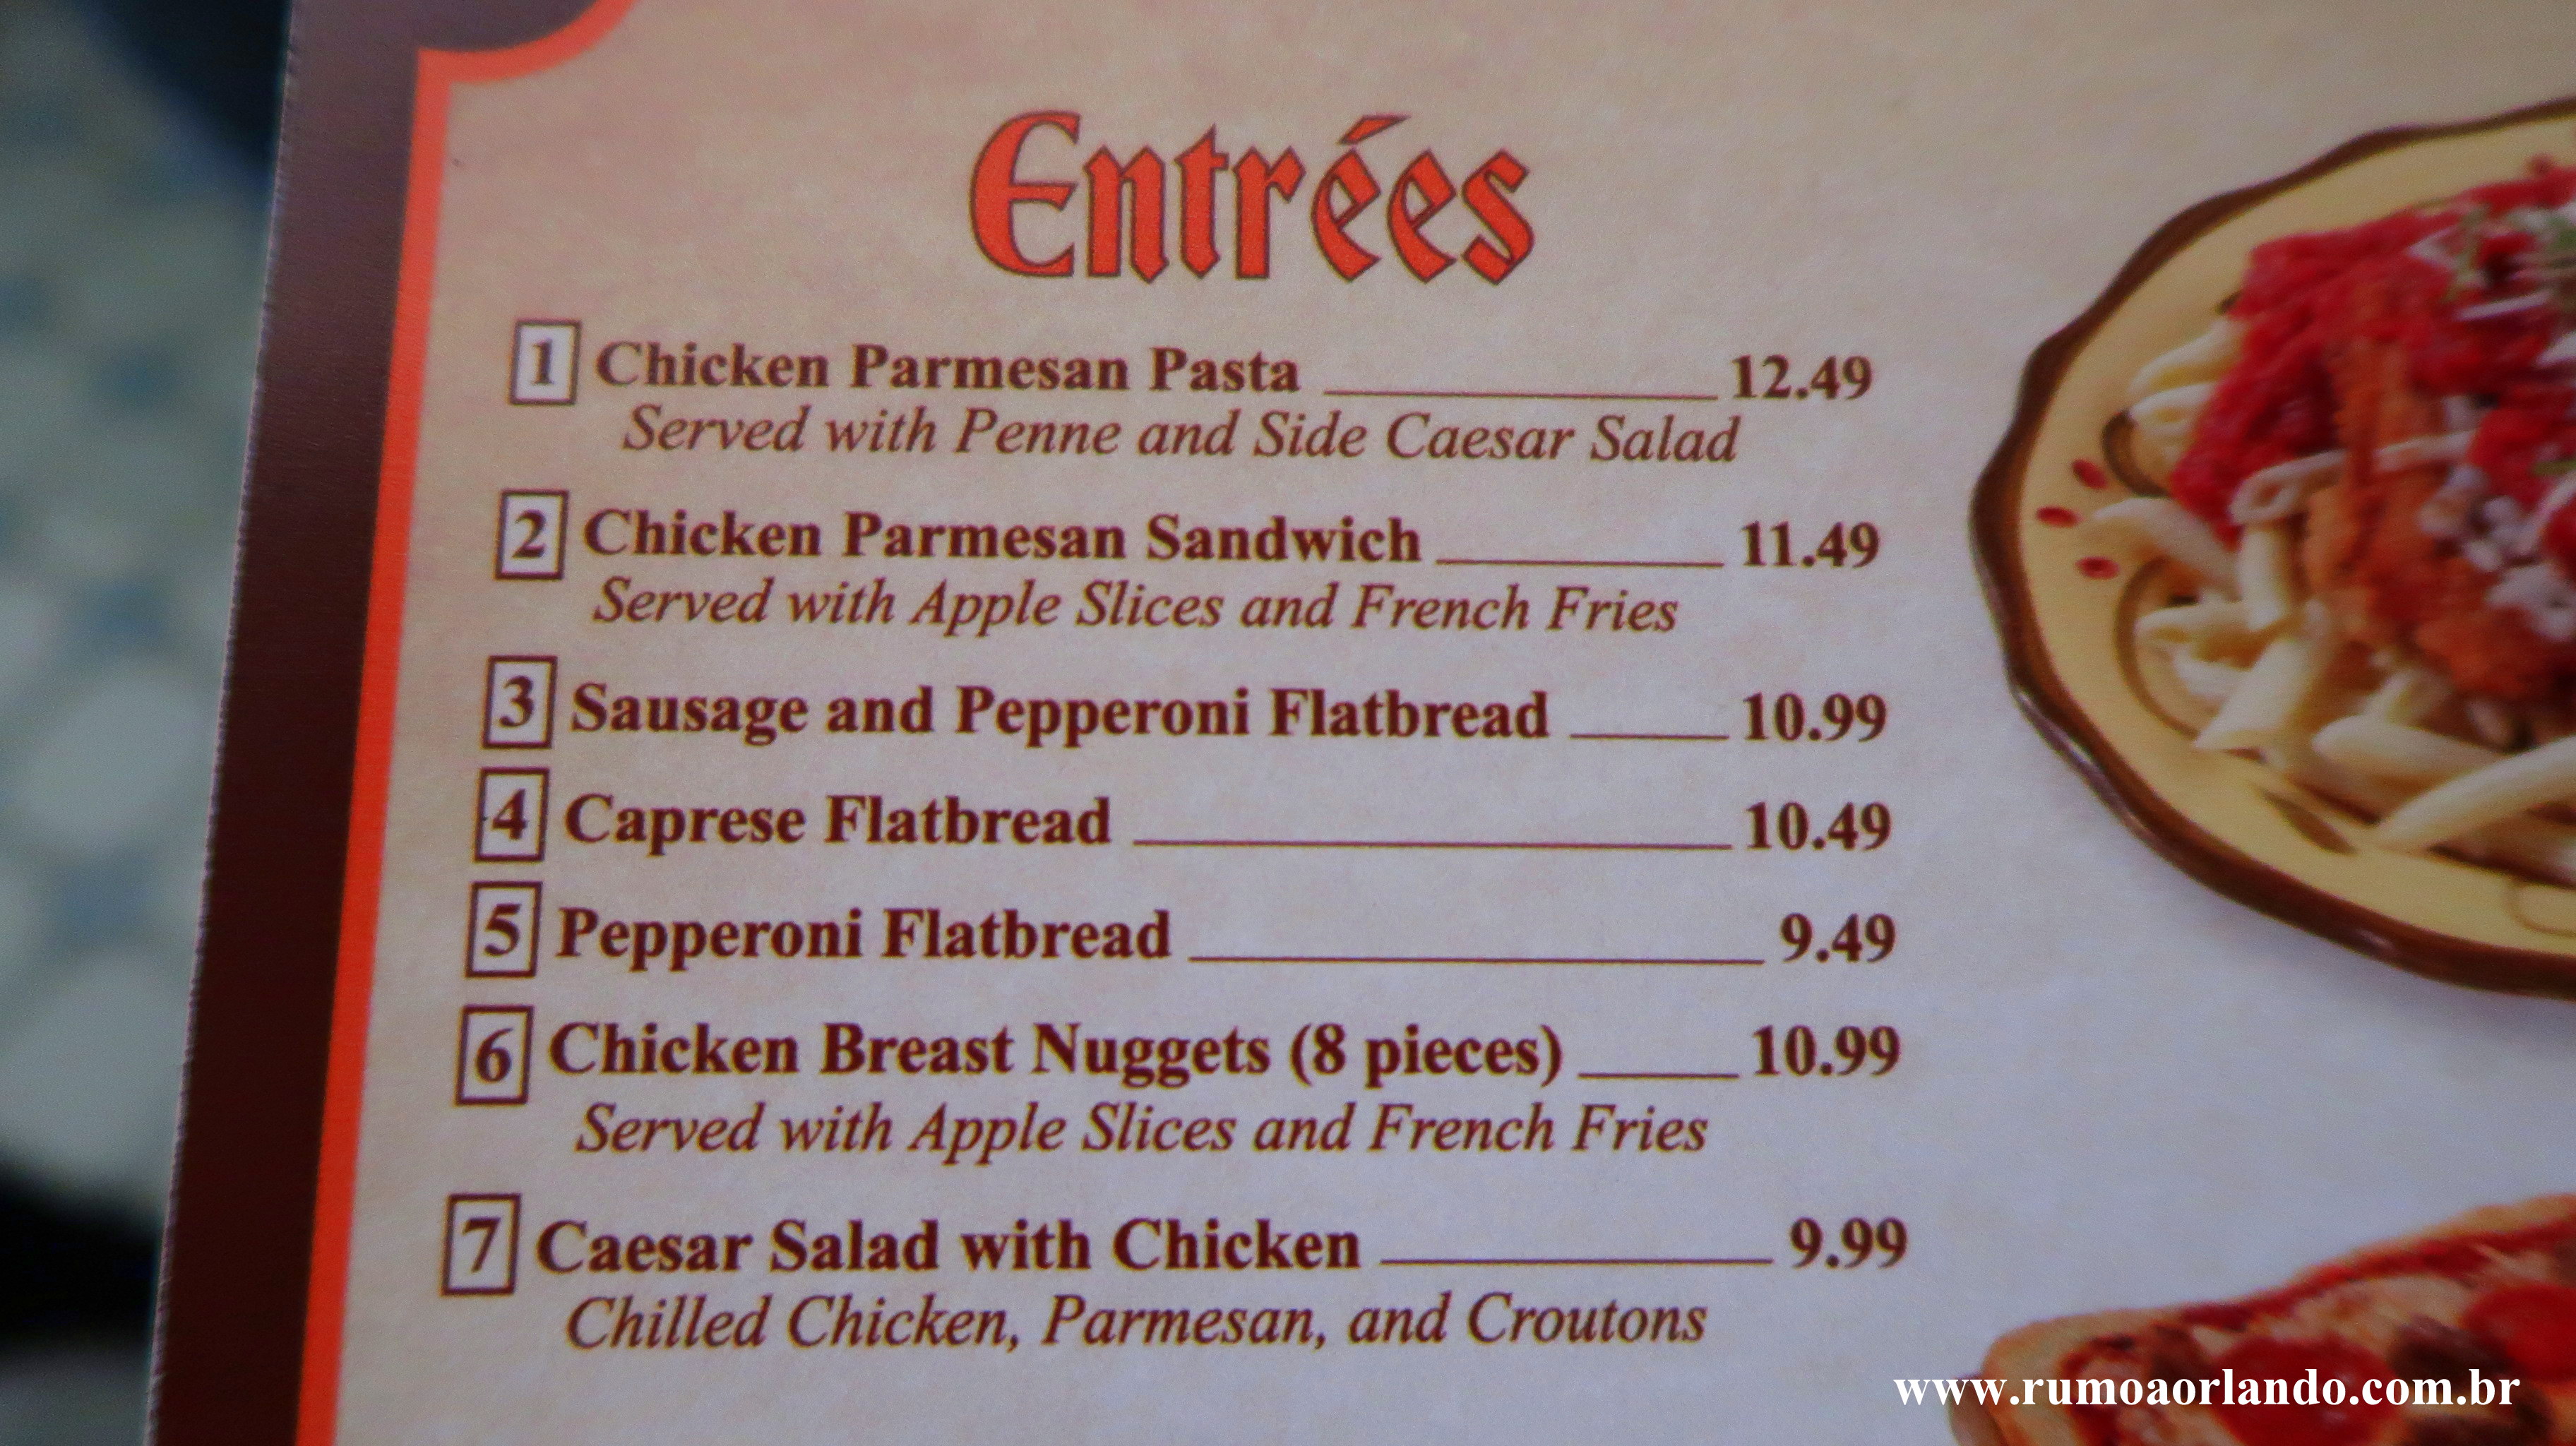 Entrées
1 Chicken Parmesan Pasta 12.49
Served with Penne and Side Caesar Salad
2 Chicken Parmesan Sandwich 11.49
Served with Apple Slices and French Fries
3 Sausage and Pepperoni Flatbread 10.99
4 Caprese Flatbread 10.49
5 Pepperoni Flatbread 9.49
6 Chicken Breast Nuggets (8 pieces) 10.99
Served with Apple Slices and French Fries
7 Caesar Salad with Chicken 9.99
Chilled Chicken, Parmesan, and Croutons
www.rumoaorlando.com.br